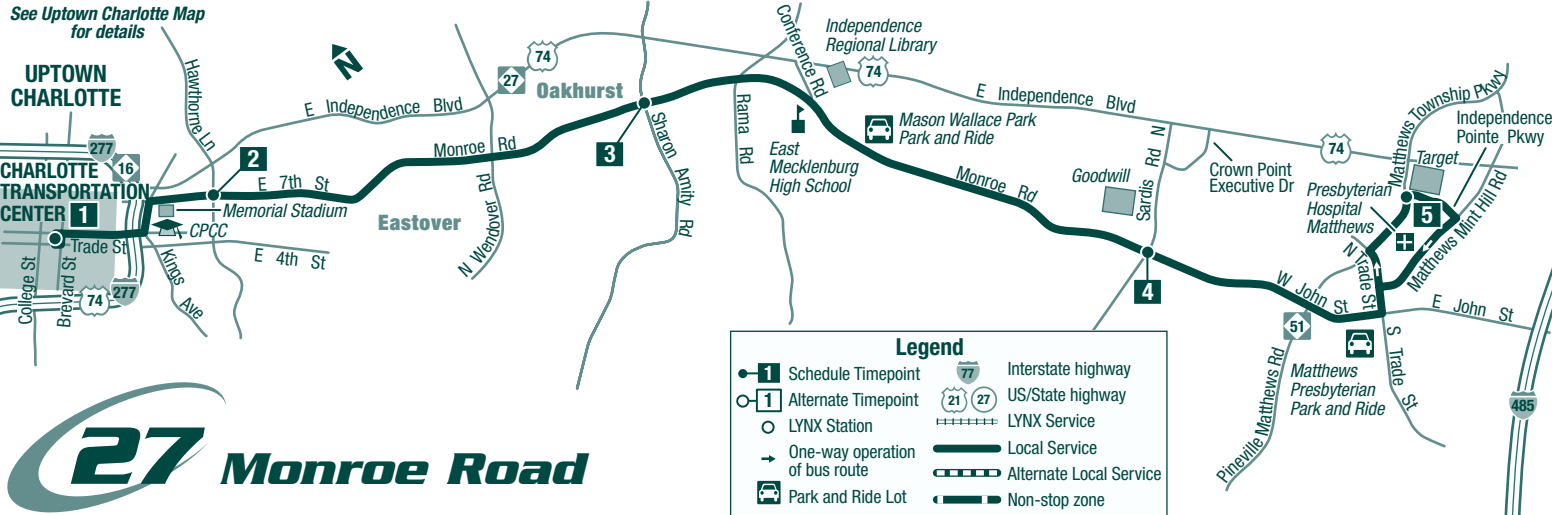 See Uptown Charlotte Map
for details
UPTOWN
CHARLOTTE
277
16
CHARLOTTE
TRANSPORTATION
CENTER
1
Trade St
College St
Brevard St
74
277
Kings Ave
CPCC
Memorial Stadium
E 4th St
Hawthorne Ln
2
E 7th St
E Independence Blvd
N
Eastover
Monroe Rd
N Wendover Rd
27
74
Oakhurst
3
Sharon Amity Rd
Rama Rd
Conference Rd
Independence
Regional Library
74
East
Mecklenburg
High School
Mason Wallace Park
Park and Ride
E Independence Blvd
Monroe Rd
Goodwill
Sardis Rd N
Crown Point
Executive Dr
4
74
Matthews Township Pkwy
Independence
Pointe Pkwy
Target
Presbyterian
Hospital
Matthews
5
Matthews Mint Hill Rd
N Trade St
W John St
E John St
51
Matthews
Presbyterian
Park and Ride
S Trade St
Pineville Matthews Rd
485
Legend
1 Schedule Timepoint
1 Alternate Timepoint
LYNX Station
One-way operation
of bus route
Park and Ride Lot
77 Interstate highway
21 27 US/State highway
LYNX Service
Local Service
Alternate Local Service
Non-stop zone
27 Monroe Road